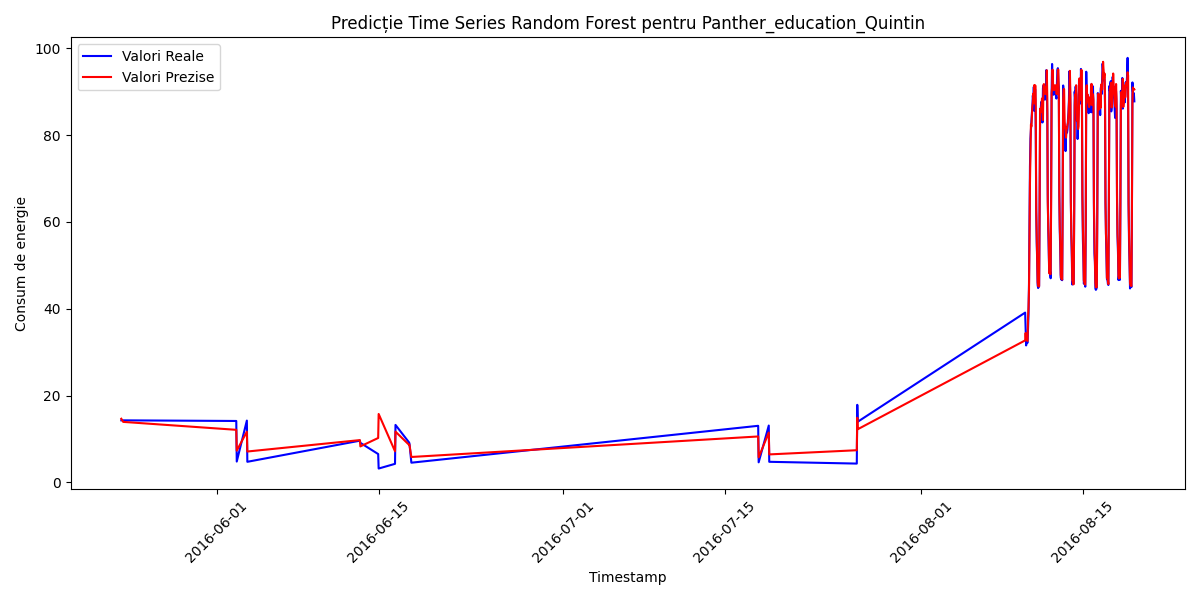 Predicție Time Series Random Forest pentru Panther_education_Quintin
Valori Reale
Valori Prezise
Consum de energie
100
80
60
40
20
0
2016-06-01
2016-06-15
2016-07-01
2016-07-15
2016-08-01
2016-08-15
Timestamp